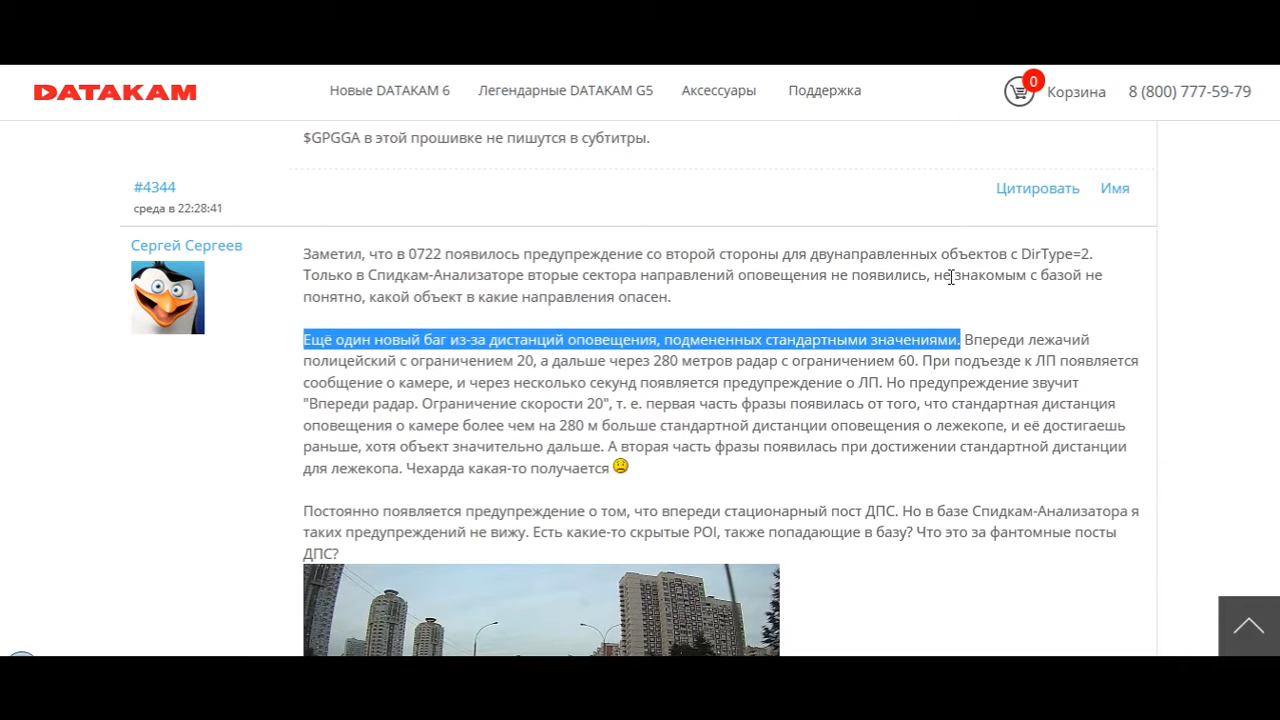 DATAKAM
Новые DATAKAM 6
Легендарные DATAKAM G5
Аксессуары
Поддержка
0
Корзина
8 (800) 777-59-79
$GPGGA в этой прошивке не пишутся в субтитры.
#4344
Цитировать
Имя
среда в 22:28:41
Сергей Сергеев
Заметил, что в 0722 появилось предупреждение со второй стороны для двунаправленных объектов с DirType=2.
Только в Спидкам-Анализаторе вторые сектора направлений оповещения не появились, не знакомым с базой не
понятно, какой объект в какие направления опасен.
Ещё один новый баг из-за дистанций оповещения, подмененных стандартными значениями. Впереди лежачий
полицейский с ограничением 20, а дальше через 280 метров радар с ограничением 60. При подъезде к ЛП появляется
сообщение о камере, и через несколько секунд появляется предупреждение о ЛП. Но предупреждение звучит
"Впереди радар. Ограничение скорости 20", т. е. первая часть фразы появилась от того, что стандартная дистанция
оповещения о камере более чем на 280 м больше стандартной дистанции оповещения о лежекопе, и её достигаешь
раньше, хотя объект значительно дальше. А вторая часть фразы появилась при достижении стандартной дистанции
для лежекопа. Чехарда какая-то получается
Постоянно появляется предупреждение о том, что впереди стационарный пост ДПС. Но в базе Спидкам-Анализатора я
таких предупреждений не вижу. Есть какие-то скрытые POI, также попадающие в базу? Что это за фантомные посты
ДПС?